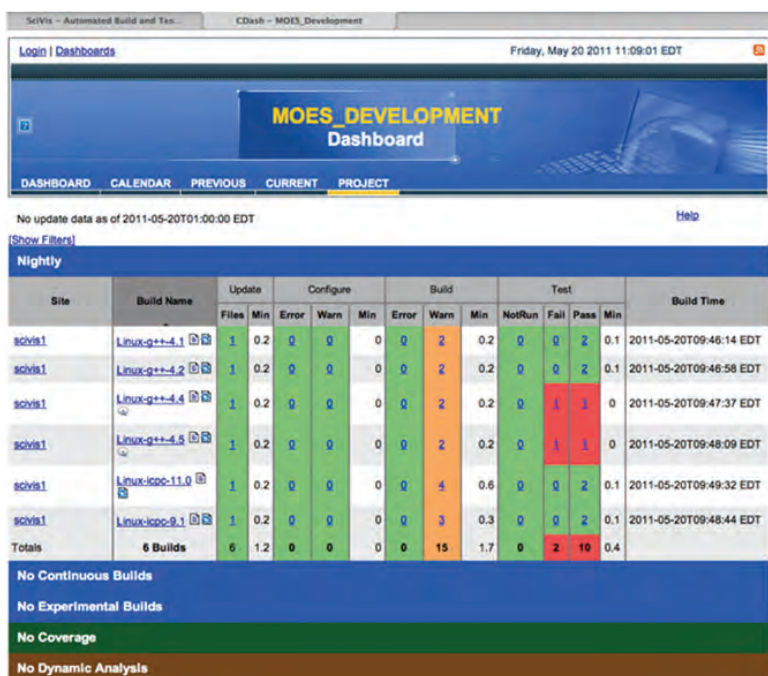 SciVis – Automated Build and Tes... CDash – MOES_Development
Login | Dashboards Friday, May 20 2011 11:09:01 EDT
MOES_DEVELOPMENT
Dashboard
DASHBOARD CALENDAR PREVIOUS CURRENT PROJECT
No update data as of 2011-05-20T01:00:00 EDT Help
[Show Filters]
Nightly
Site Build Name Update Configure Build Test Build Time
Files Min Error Warn Min Error Warn Min NotRun Fail Pass Min
scivis1 Linux-g++-4.1 1 0.2 0 0 0 0 2 0.2 0 0 2 0.1 2011-05-20T09:46:14 EDT
scivis1 Linux-g++-4.2 1 0.2 0 0 0 0 2 0.2 0 0 2 0.1 2011-05-20T09:46:58 EDT
scivis1 Linux-g++-4.4 1 0.2 0 0 0 0 2 0.2 0 1 1 0 2011-05-20T09:47:37 EDT
scivis1 Linux-g++-4.5 1 0.2 0 0 0 0 2 0.2 0 1 1 0 2011-05-20T09:48:09 EDT
scivis1 Linux-icpc-11.0 1 0.2 0 0 0 0 4 0.6 0 0 2 0.1 2011-05-20T09:49:32 EDT
scivis1 Linux-icpc-9.1 1 0.2 0 0 0 0 3 0.3 0 0 2 0.1 2011-05-20T09:48:44 EDT
Totals 6 Builds 6 1.2 0 0 0 0 15 1.7 0 2 10 0.4
No Continuous Builds
No Experimental Builds
No Coverage
No Dynamic Analysis